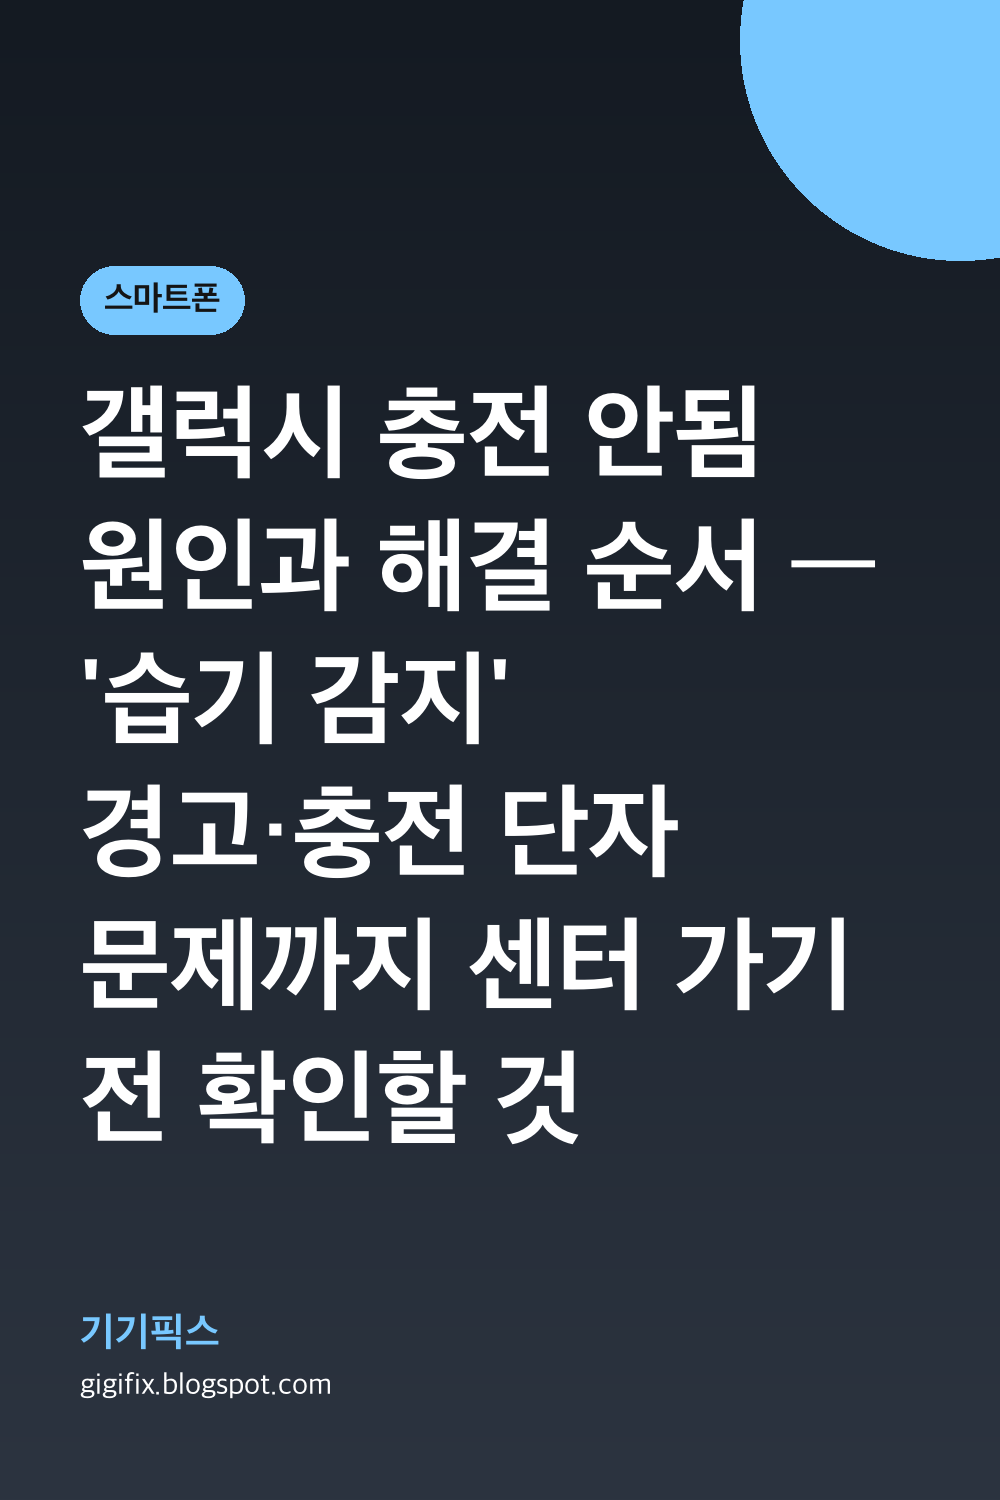 스마트폰
갤럭시 충전 안됨
원인과 해결 순서 —
'습기 감지'
경고·충전 단자
문제까지 센터 가기
전 확인할 것
기기픽스
gigifix.blogspot.com